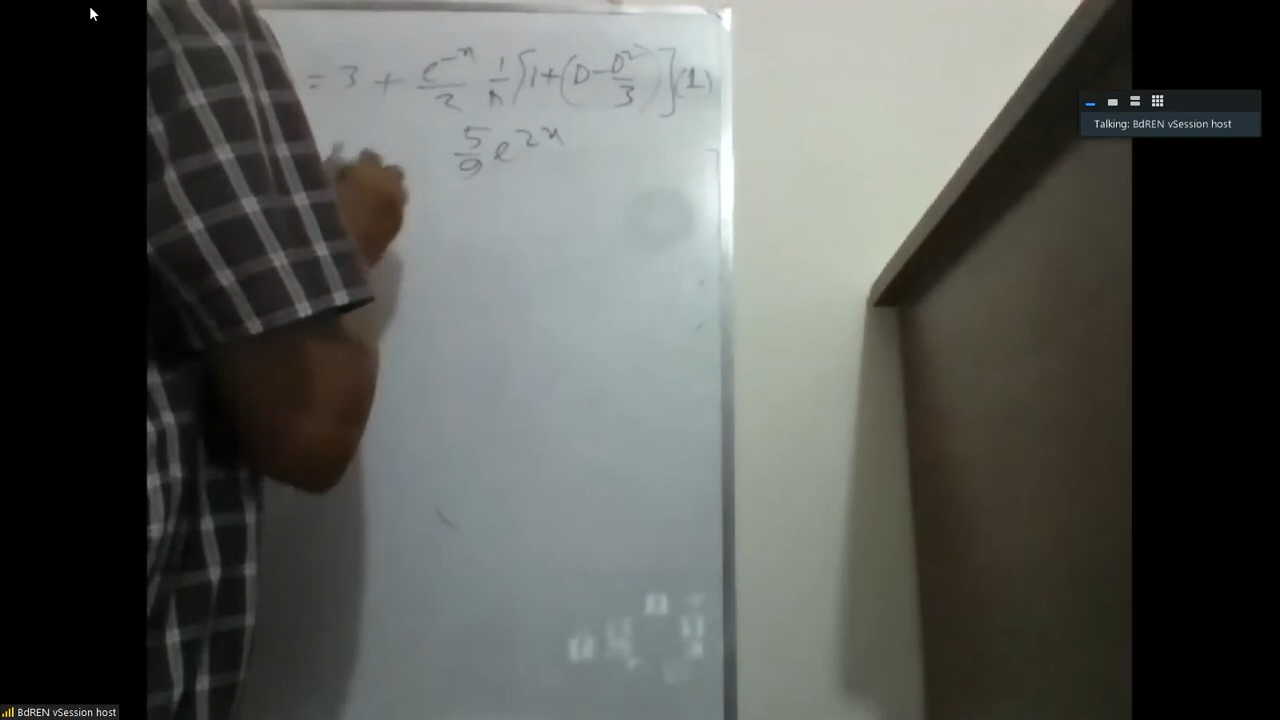 = 3 + e^-x/2 1/D [1+(D-D²/3)](1)
5/9 e^2x
Talking: BdREN vSession host
BdREN vSession host